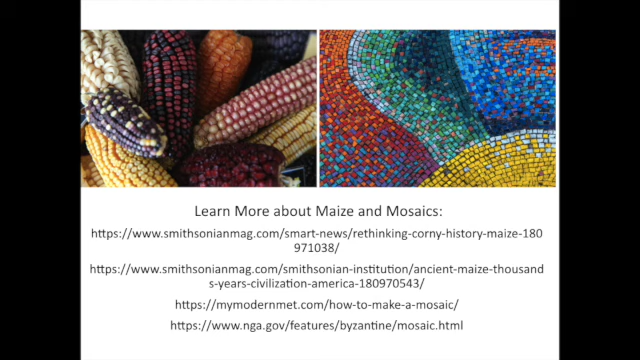 Learn More about Maize and Mosaics:
https://www.smithsonianmag.com/smart-news/rethinking-corny-history-maize-180
971038/
https://www.smithsonianmag.com/smithsonian-institution/ancient-maize-thousand
s-years-civilization-america-180970543/
https://mymodernmet.com/how-to-make-a-mosaic/
https://www.nga.gov/features/byzantine/mosaic.html